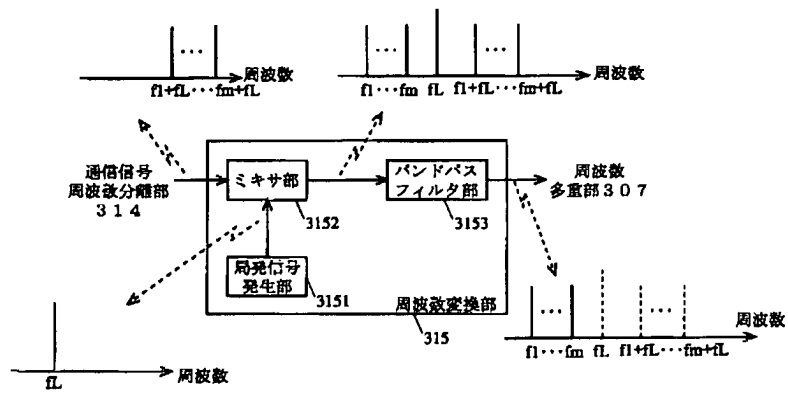 周波数
f1+fL···fm+fL
周波数
f1···fm fL f1+fL···fm+fL
通信信号
周波数分離部
３１４
ミキサ部
3152
バンドパス
フィルタ部
3153
周波数
多重部３０７
局発信号
発生部
3151
周波数変換部
315
fL
周波数
周波数
f1···fm fL f1+fL···fm+fL